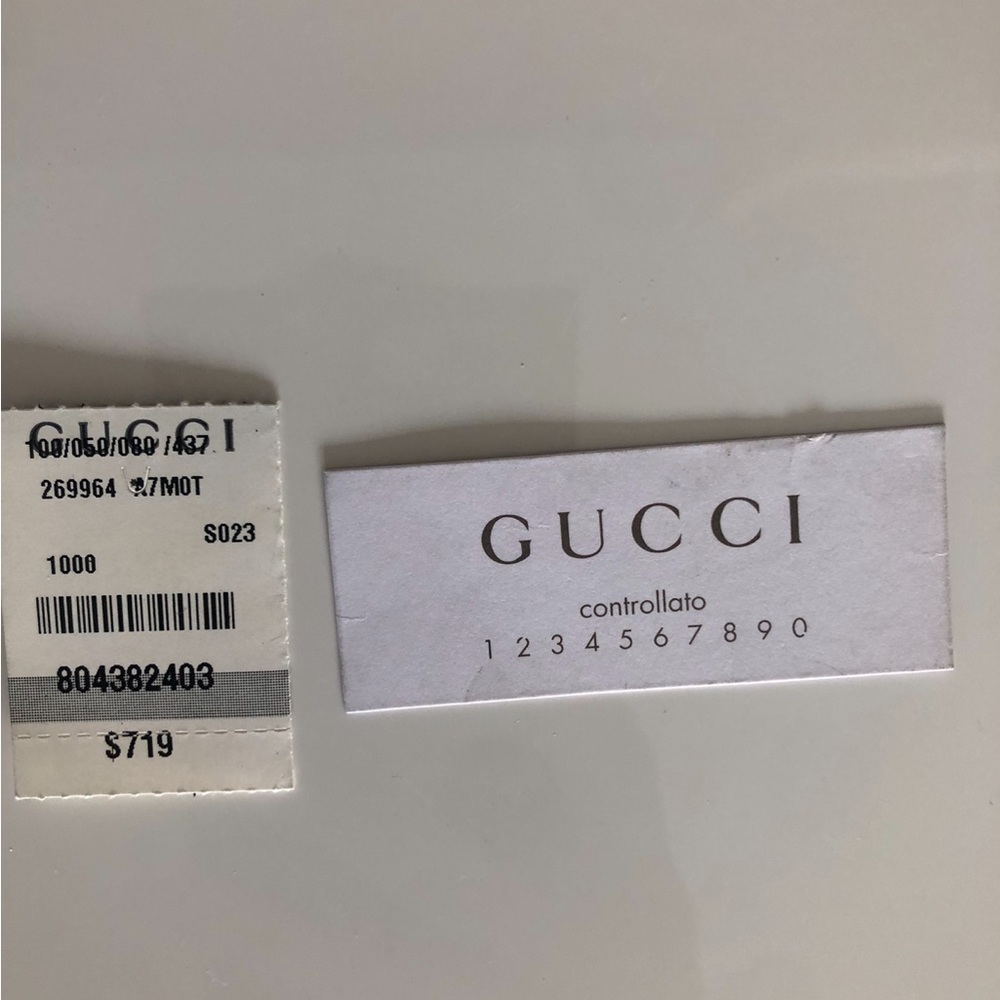 GUCCI
100/050/080 /437
269964 A7M0T
S023
1000
804382403
$719
GUCCI
controllato
1 2 3 4 5 6 7 8 9 0